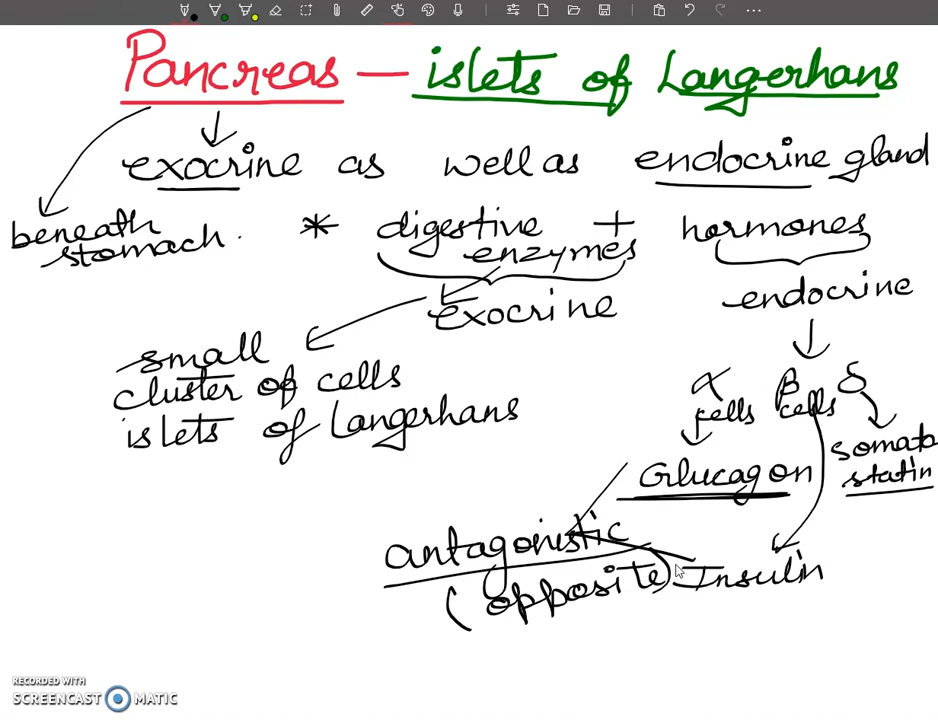 Pancreas — islets of Langerhans
exocrine as well as endocrine gland
beneath
stomach.
* digestive + hormones
enzymes
exocrine
endocrine
small
cluster of cells
islets of Langerhans
α β δ
cells cells
somato
statin
Glucagon
antagonistic
(opposite) Insulin
RECORDED WITH
SCREENCAST MATIC